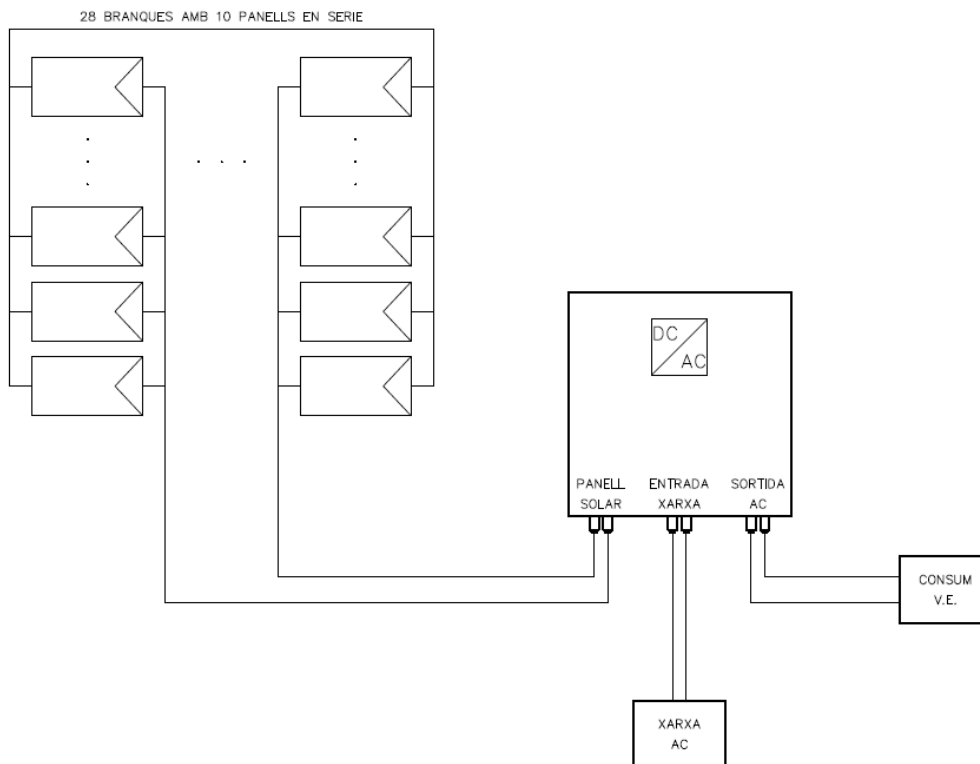 28 BRANQUES AMB 10 PANELLS EN SERIE
DC
AC
PANELL
SOLAR
ENTRADA
XARXA
SORTIDA
AC
CONSUM
V.E.
XARXA
AC